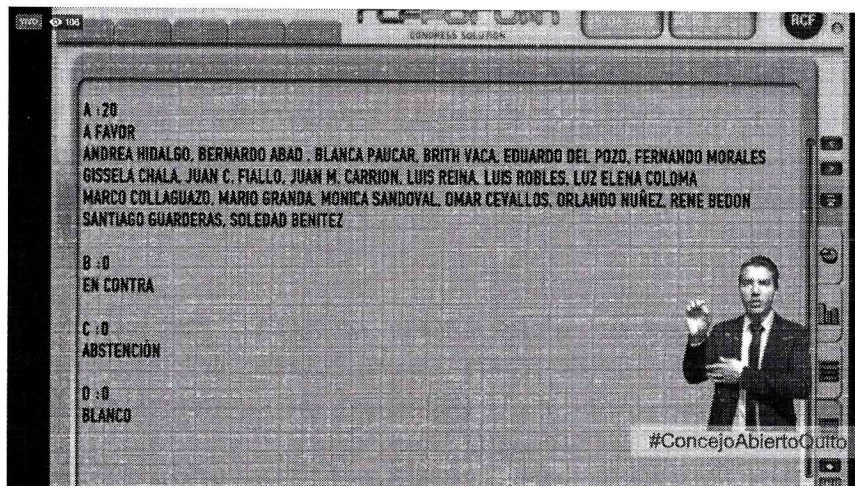 VIVO 106
CONGRESS SOLUTION
RCF
A :20
A FAVOR
ANDREA HIDALGO, BERNARDO ABAD , BLANCA PAUCAR, BRITH VACA, EDUARDO DEL POZO, FERNANDO MORALES
GISSELA CHALA, JUAN C. FIALLO, JUAN M. CARRION, LUIS REINA, LUIS ROBLES, LUZ ELENA COLOMA
MARCO COLLAGUAZO, MARIO GRANDA, MONICA SANDOVAL, OMAR CEVALLOS, ORLANDO NUÑEZ, RENE BEDON
SANTIAGO GUARDERAS, SOLEDAD BENITEZ
B :0
EN CONTRA
C :0
ABSTENCIÓN
D :0
BLANCO
#ConcejoAbiertoQuito